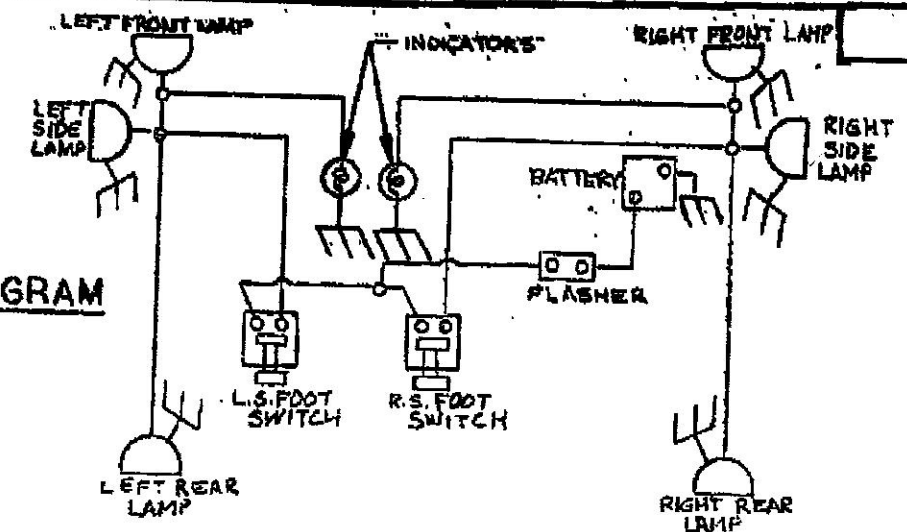 LEFT FRONT LAMP
INDICATORS
RIGHT FRONT LAMP
LEFT
SIDE
LAMP
RIGHT
SIDE
LAMP
BATTERY
GRAM
FLASHER
L.S. FOOT
SWITCH
R.S. FOOT
SWITCH
LEFT REAR
LAMP
RIGHT REAR
LAMP